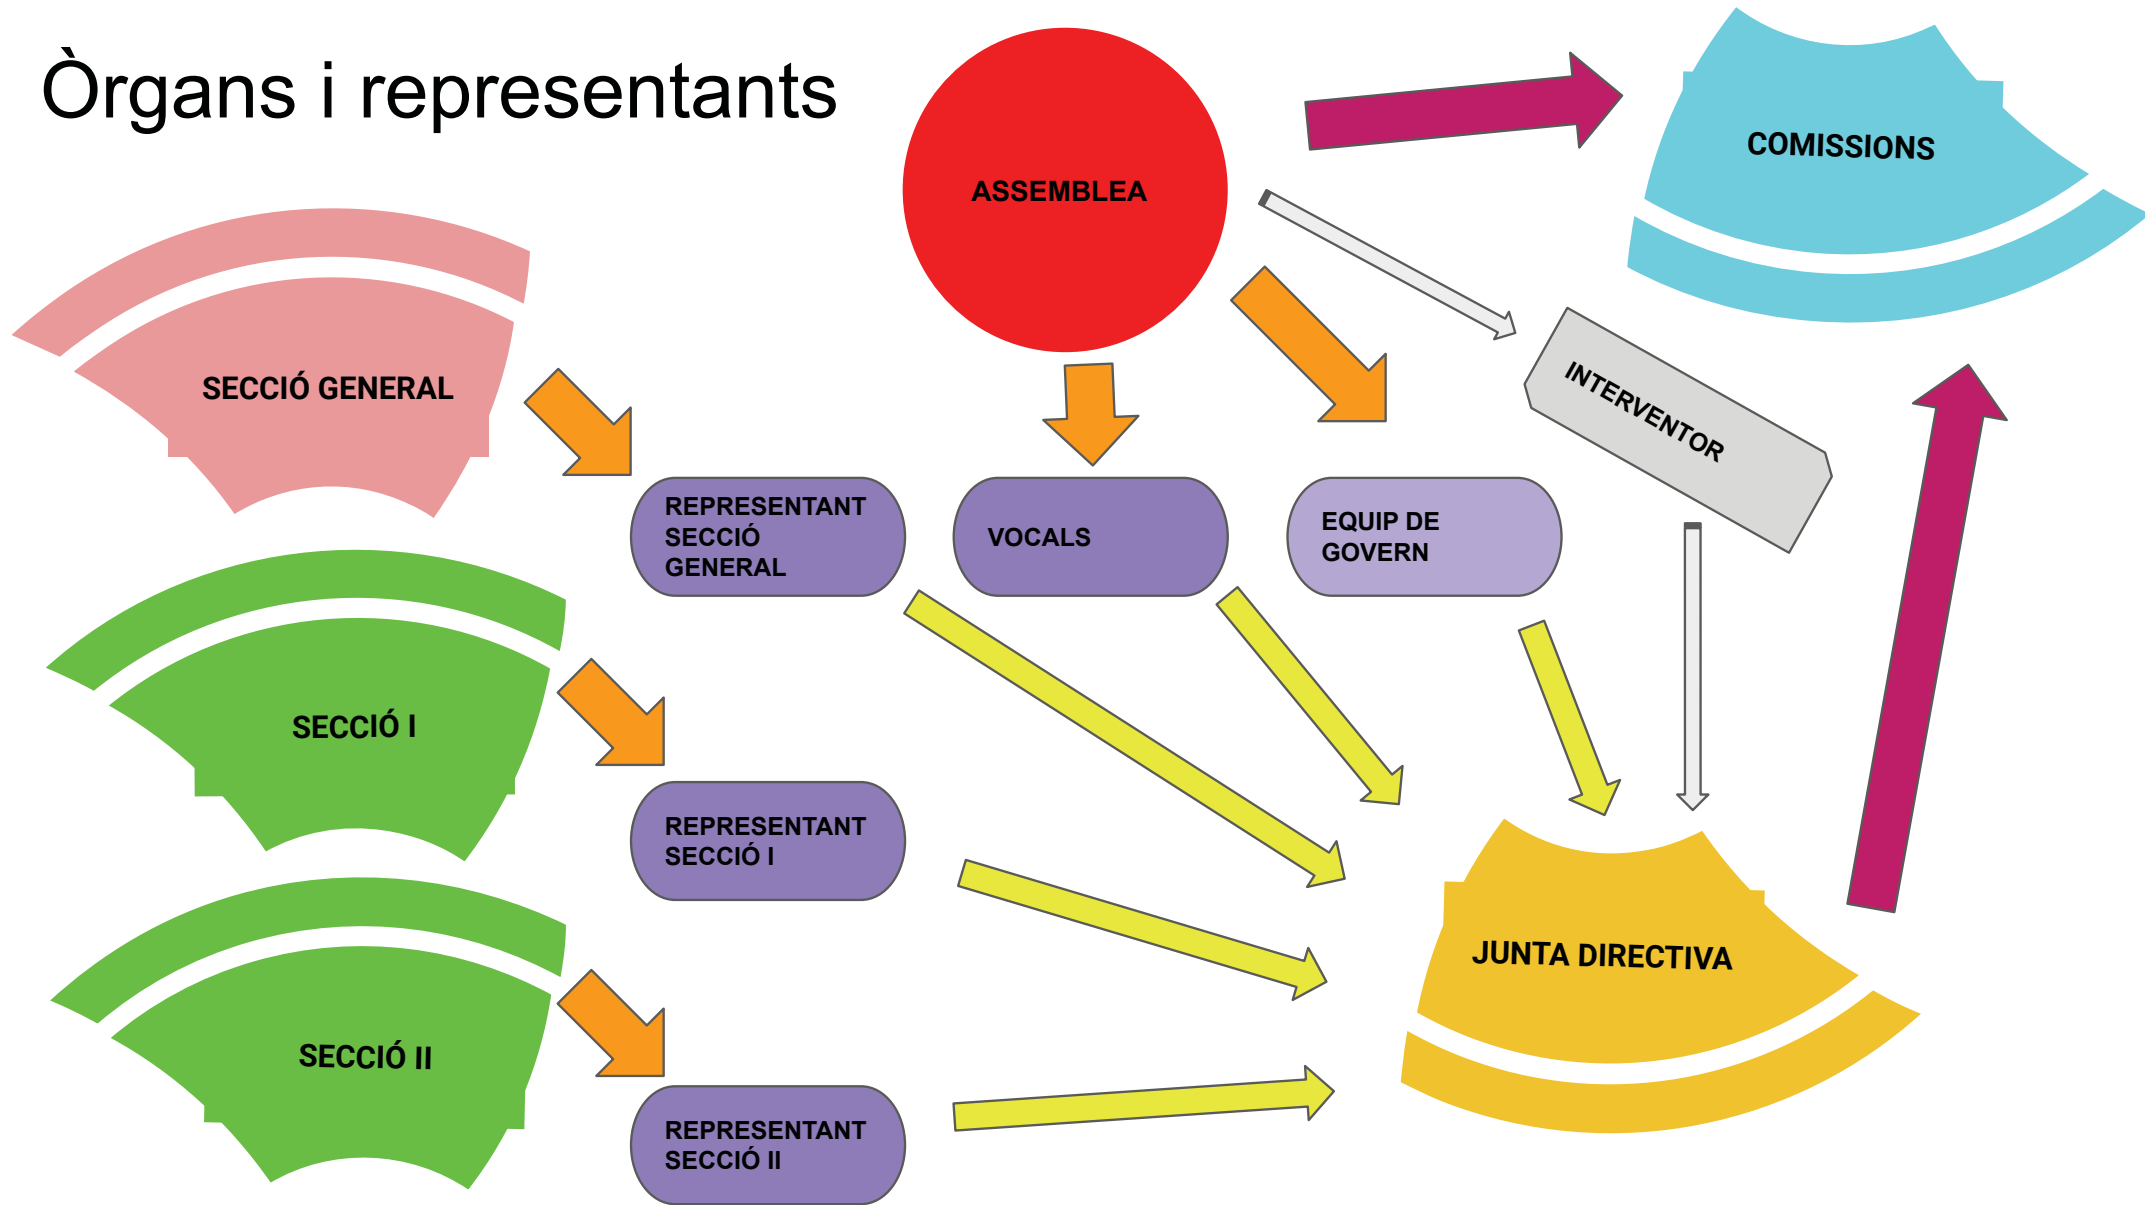 Òrgans i representants
ASSEMBLEA
COMISSIONS
SECCIÓ GENERAL
INTERVENTOR
REPRESENTANT
SECCIÓ
GENERAL
VOCALS
EQUIP DE
GOVERN
SECCIÓ I
REPRESENTANT
SECCIÓ I
JUNTA DIRECTIVA
SECCIÓ II
REPRESENTANT
SECCIÓ II